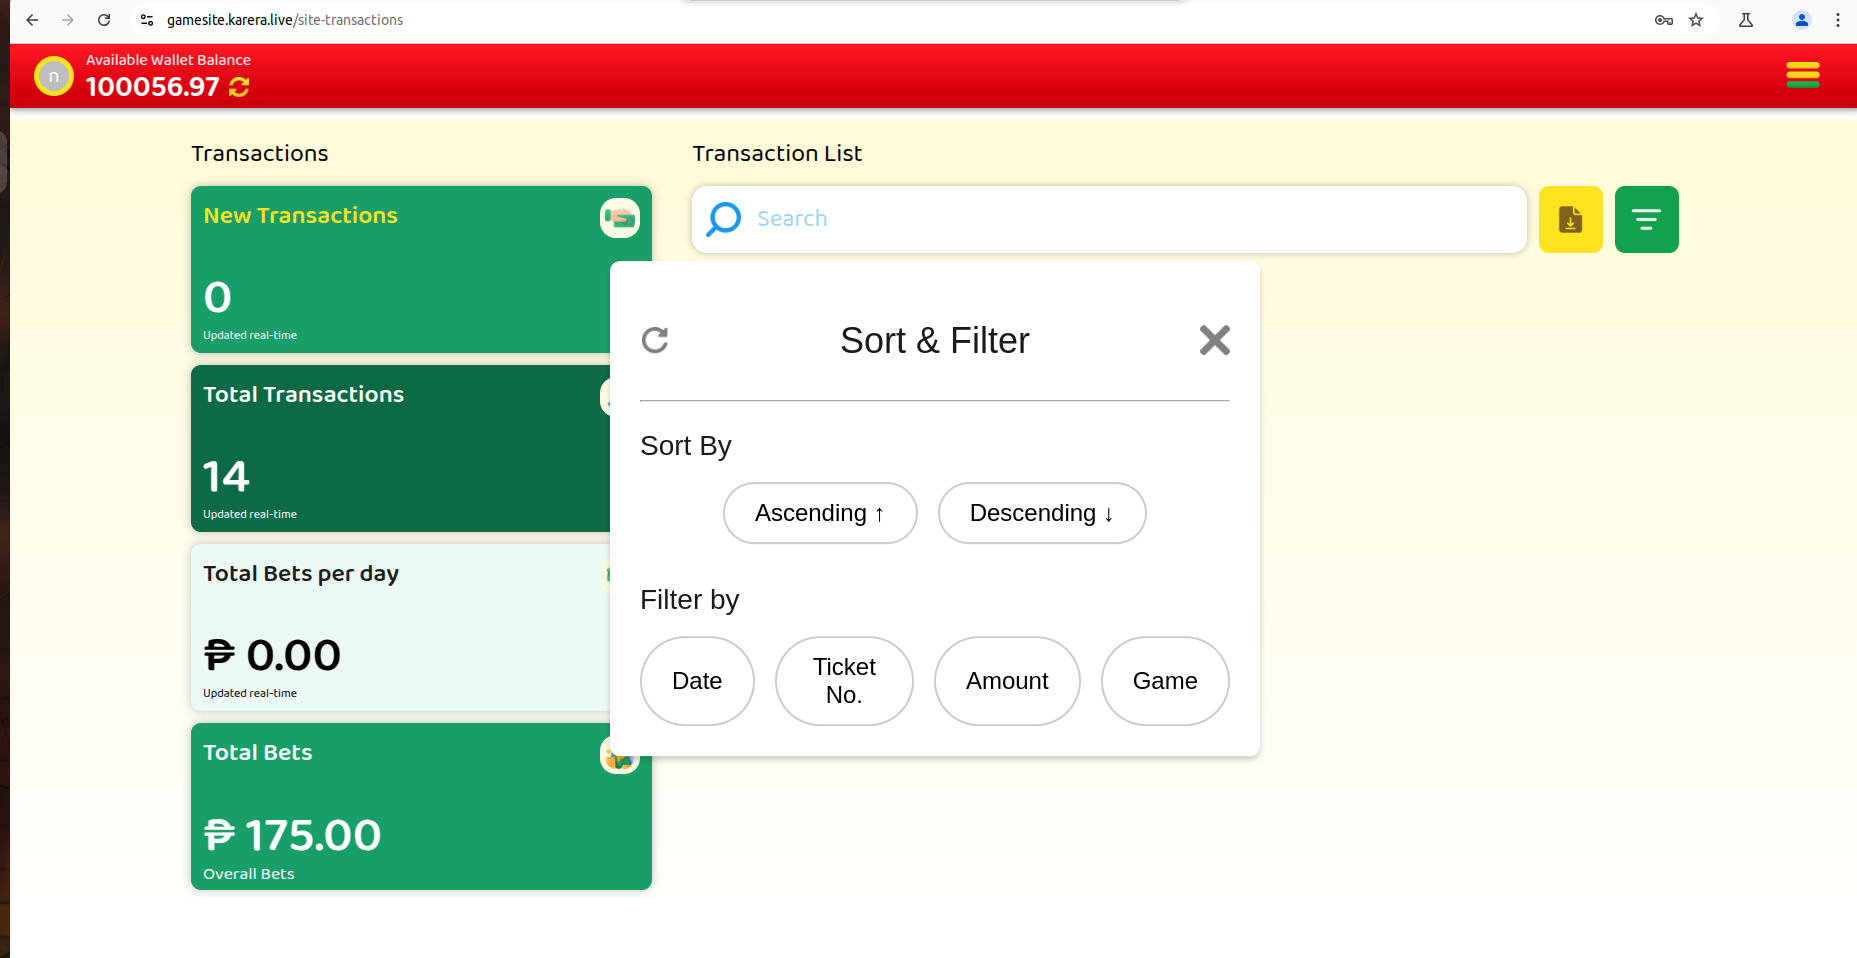 gamesite.karera.live/site-transactions
n
Available Wallet Balance
100056.97
Transactions
New Transactions
0
Updated real-time
Total Transactions
14
Updated real-time
Total Bets per day
₱ 0.00
Updated real-time
Total Bets
₱ 175.00
Overall Bets
Transaction List
Search
Sort & Filter
Sort By
Ascending ↑
Descending ↓
Filter by
Date
Ticket
No.
Amount
Game